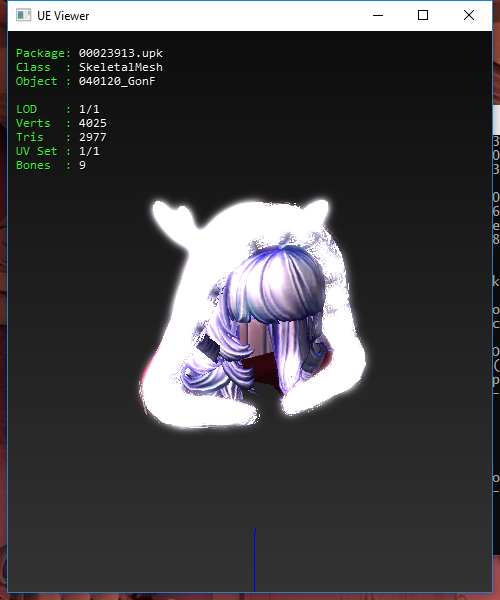 UE Viewer
Package: 00023913.upk
Class : SkeletalMesh
Object : 040120_GonF
LOD : 1/1
Verts : 4025
Tris : 2977
UV Set : 1/1
Bones : 9